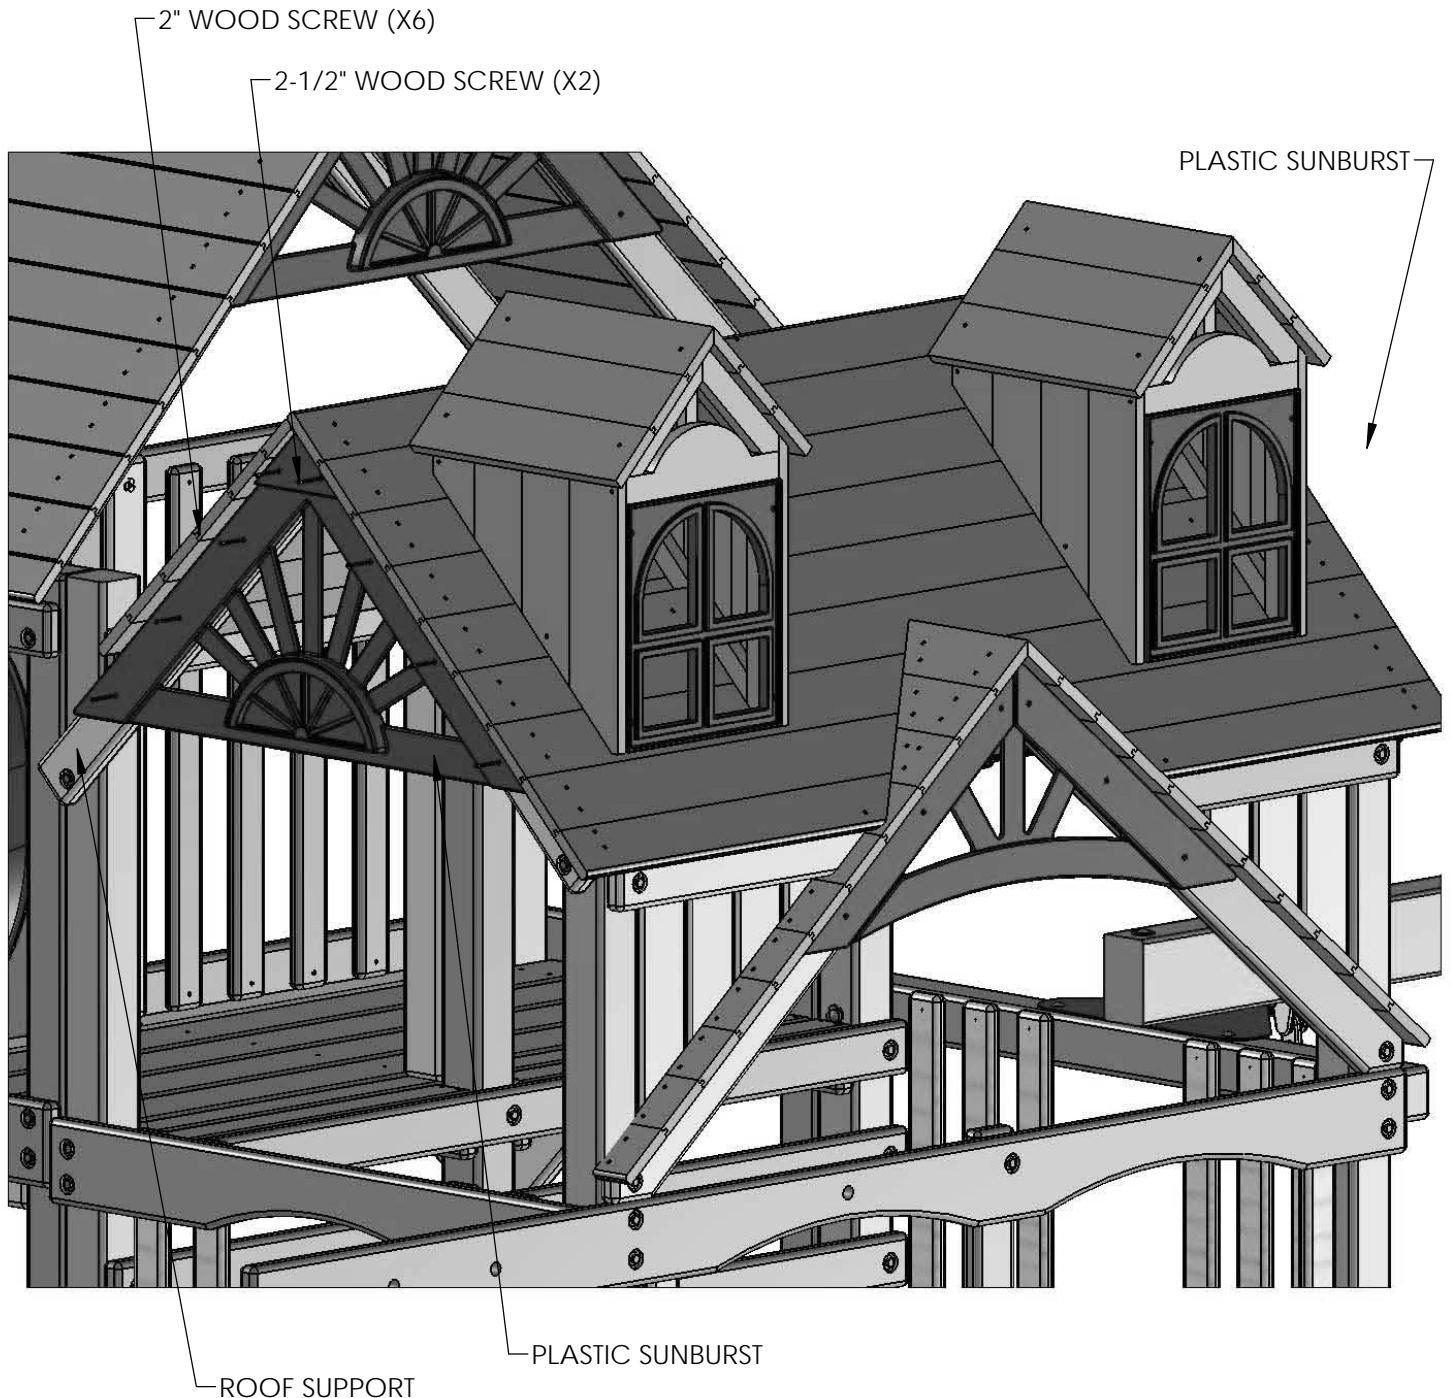 2" WOOD SCREW (X6)
2-1/2" WOOD SCREW (X2)
PLASTIC SUNBURST
PLASTIC SUNBURST
ROOF SUPPORT